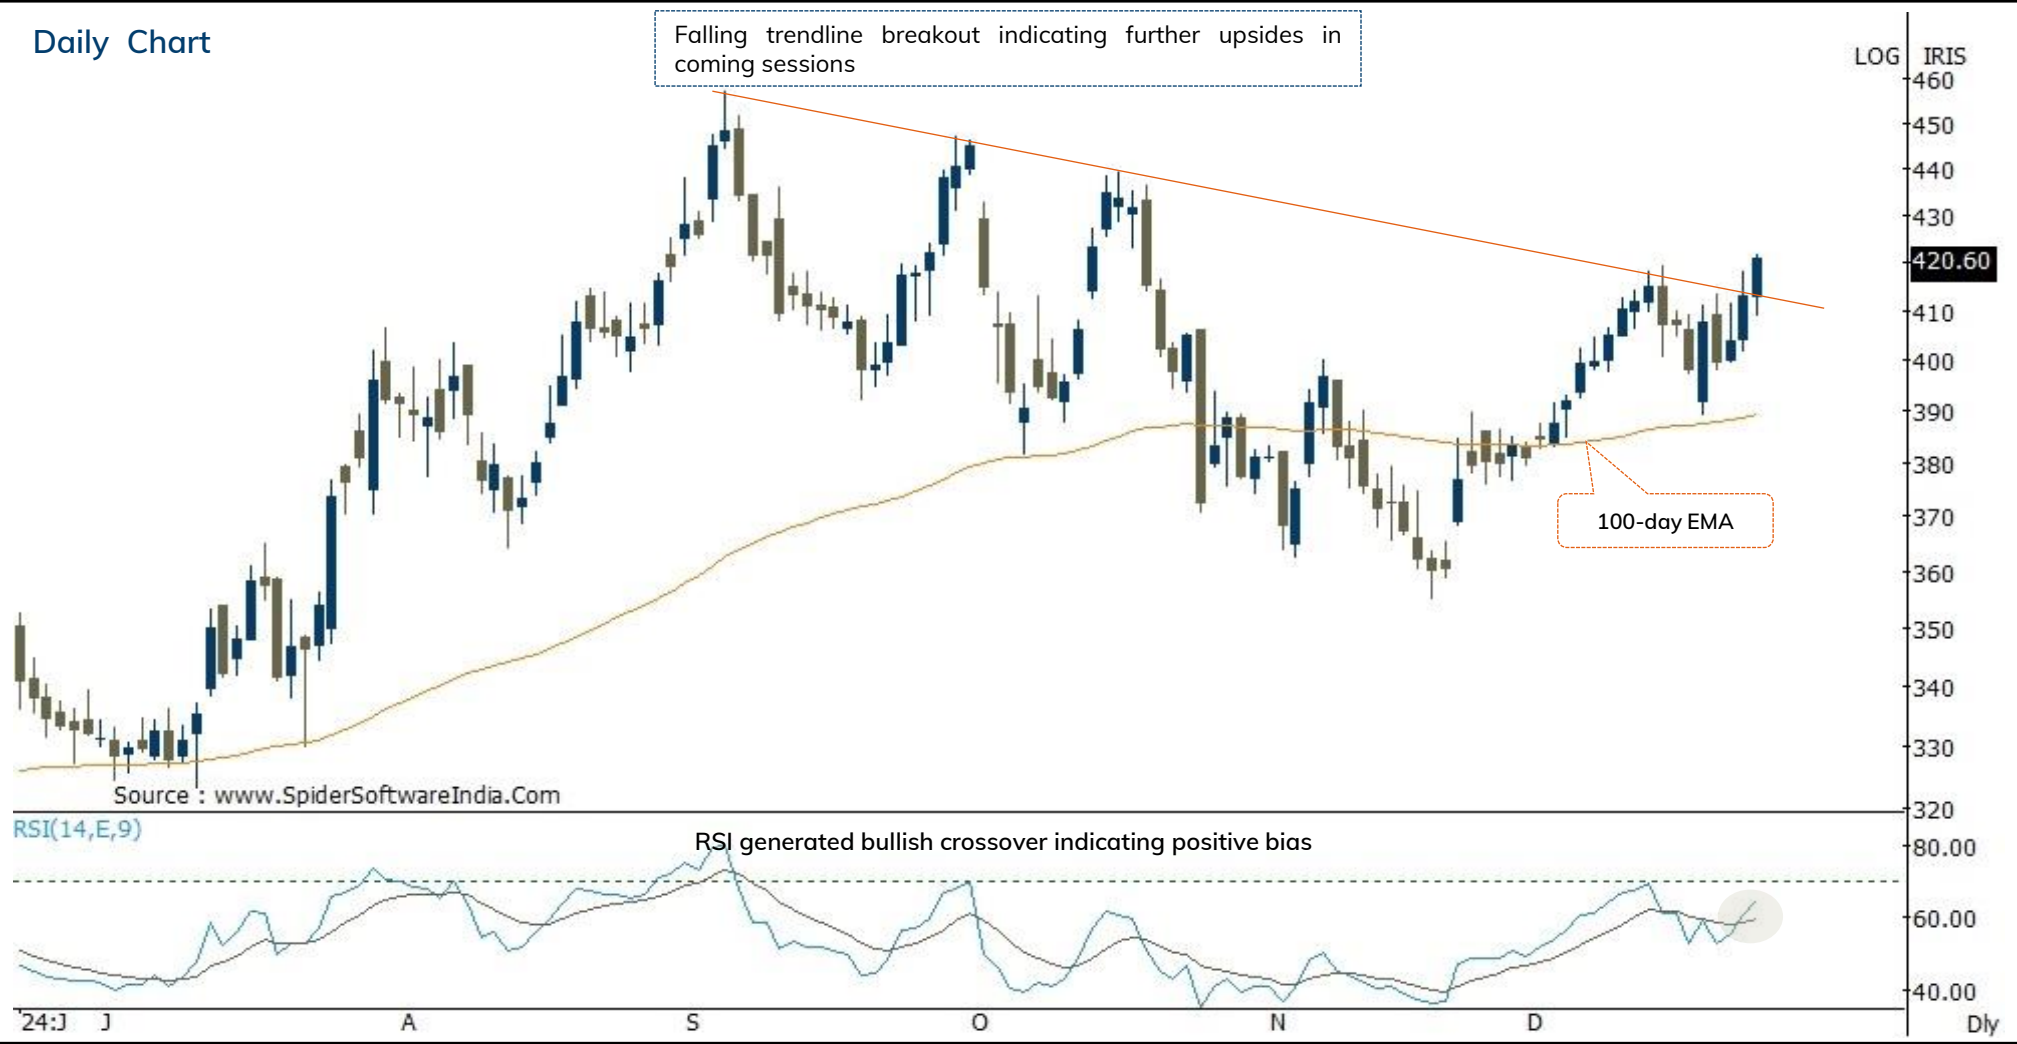 Daily Chart
Falling trendline breakout indicating further upsides in
coming sessions
LOG IRIS
460
450
440
430
420.60
410
400
390
380
370
360
350
340
330
320
100-day EMA
Source : www.SpiderSoftwareIndia.Com
RSI(14,E,9)
RSI generated bullish crossover indicating positive bias
80.00
60.00
40.00
'24:J J A S O N D Dly